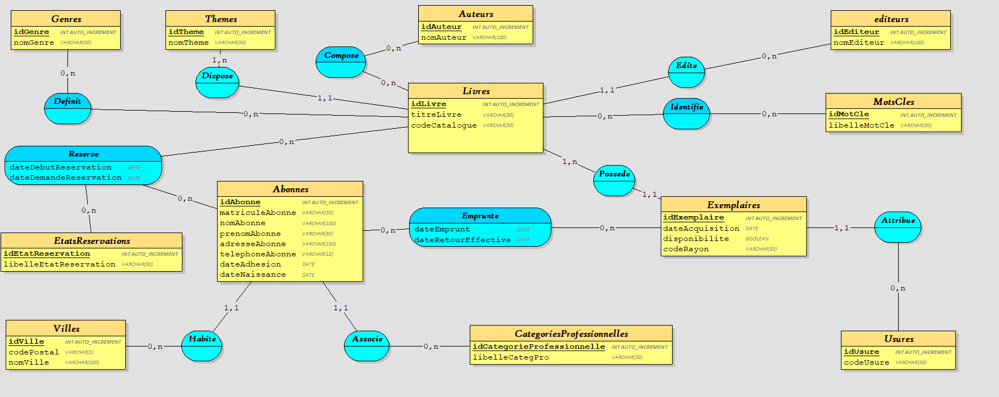 Genres
idGenre INT AUTO_INCREMENT
nomGenre VARCHAR(50)
0,n
Definit
0,n
Themes
idTheme INT AUTO_INCREMENT
nomTheme VARCHAR(50)
1,n
Dispose
1,1
Auteurs
idAuteur INT AUTO_INCREMENT
nomAuteur VARCHAR(100)
0,n
Compose
0,n
editeurs
idEditeur INT AUTO_INCREMENT
nomEditeur VARCHAR(100)
0,n
Edite
1,1
Livres
idLivre INT AUTO_INCREMENT
titreLivre VARCHAR(50)
codeCatalogue VARCHAR(50)
0,n
Identifie
0,n
MotsCles
idMotCle INT AUTO_INCREMENT
libelleMotCle VARCHAR(50)
0,n
Reserve
dateDebutReservation DATE
dateDemandeReservation DATE
0,n
0,n
EtatsReservations
idEtatReservation INT AUTO_INCREMENT
libelleEtatReservation VARCHAR(50)
1,n
Possede
1,1
Abonnes
idAbonne INT AUTO_INCREMENT
matriculeAbonne VARCHAR(50)
nomAbonne VARCHAR(100)
prenomAbonne VARCHAR(50)
adresseAbonne VARCHAR(150)
telephoneAbonne VARCHAR(12)
dateAdhesion DATE
dateNaissance DATE
0,n
Emprunte
dateEmprunt DATE
dateRetourEffective DATE
0,n
Exemplaires
idExemplaire INT AUTO_INCREMENT
dateAcquisition DATE
disponibilite BOOLEAN
codeRayon VARCHAR(50)
1,1
Attribue
0,n
1,1
1,1
Villes
idVille INT AUTO_INCREMENT
codePostal VARCHAR(5)
nomVille VARCHAR(100)
0,n
Habite
Associe
0,n
CategoriesProfessionnelles
idCategorieProfessionnelle INT AUTO_INCREMENT
libelleCategPro VARCHAR(50)
Usures
idUsure INT AUTO_INCREMENT
codeUsure VARCHAR(50)